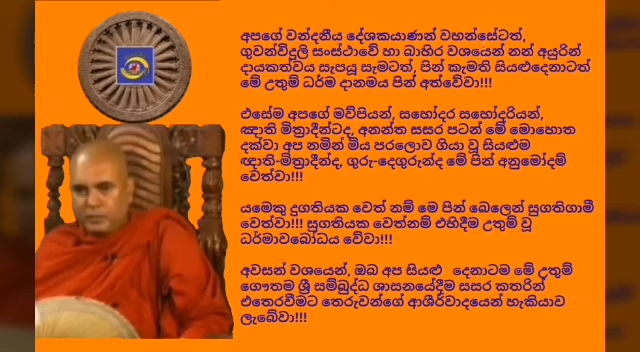 අපගේ වන්දනීය දේශකයාණන් වහන්සේටත්,
ගුවන්විදුලි සංස්ථාවේ හා බාහිර වශයෙන් නන් අයුරින්
දායකත්වය සැපයූ සැමටත්, පින් කැමති සියළුදෙනාටත්
මේ උතුම් ධර්ම දානමය පින් අත්වේවා!!!
එසේම අපගේ මව්පියන්, සහෝදර සහෝදරියන්,
ඤාති මිත්‍රාදීන්ටද, අනන්ත සසර පටන් මේ මොහොත
දක්වා අප නමින් මිය පරලොව ගියා වූ සියළුම
ඥාති-මිත්‍රාදීන්ද, ගුරු-දෙගුරුන්ද මේ පින් අනුමෝදම්
වෙත්වා!!!
යමෙකු දුගතියක වෙත් නම් මෙ පින් බෙලෙන් සුගතිගාමී
වෙත්වා!!! සුගතියක වෙත්නම් එහිදීම උතුම් වූ
ධර්මාවබෝධය වේවා!!!
අවසන් වශයෙන්, ඔබ අප සියළු දෙනාටම මේ උතුම්
ගෞතම ශ්‍රී සම්බුද්ධ ශාසනයේදීම සසර කතරින්
එතෙරවීමට තෙරුවන්ගේ ආශීර්වාදයෙන් හැකියාව
ලැබේවා!!!